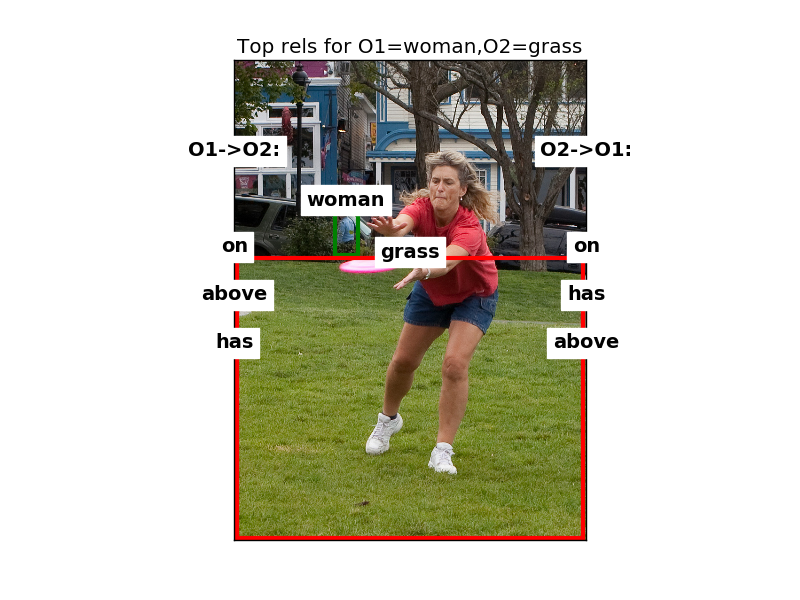 Top rels for O1=woman,O2=grass
O1->O2:
O2->O1:
woman
on
grass
on
above
has
has
above